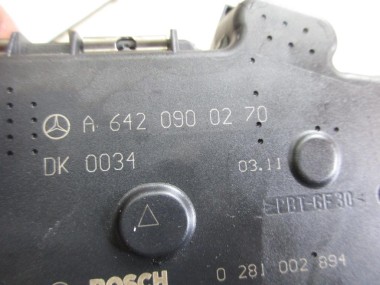 A 642 090 02 70
DK 0034
03.11
>PBT-GF30<
BOSCH
0 281 002 894